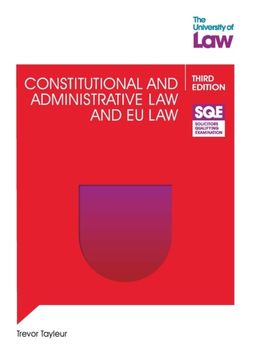 The
University of
Law
CONSTITUTIONAL AND
ADMINISTRATIVE LAW
AND EU LAW
THIRD
EDITION
SQE
SOLICITORS
QUALIFYING
EXAMINATION
Trevor Tayleur